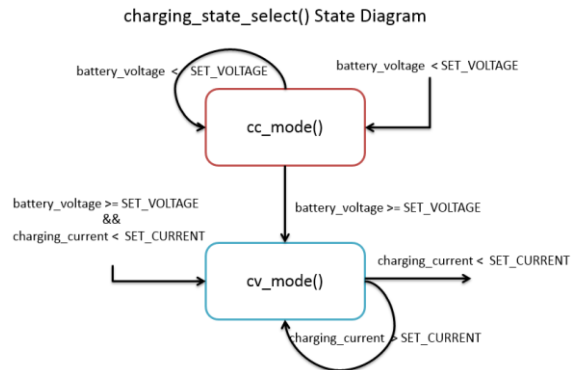 charging_state_select() State Diagram
battery_voltage < SET_VOLTAGE
battery_voltage < SET_VOLTAGE
cc_mode()
battery_voltage >= SET_VOLTAGE
&&
charging_current < SET_CURRENT
battery_voltage >= SET_VOLTAGE
charging_current < SET_CURRENT
cv_mode()
charging_current > SET_CURRENT